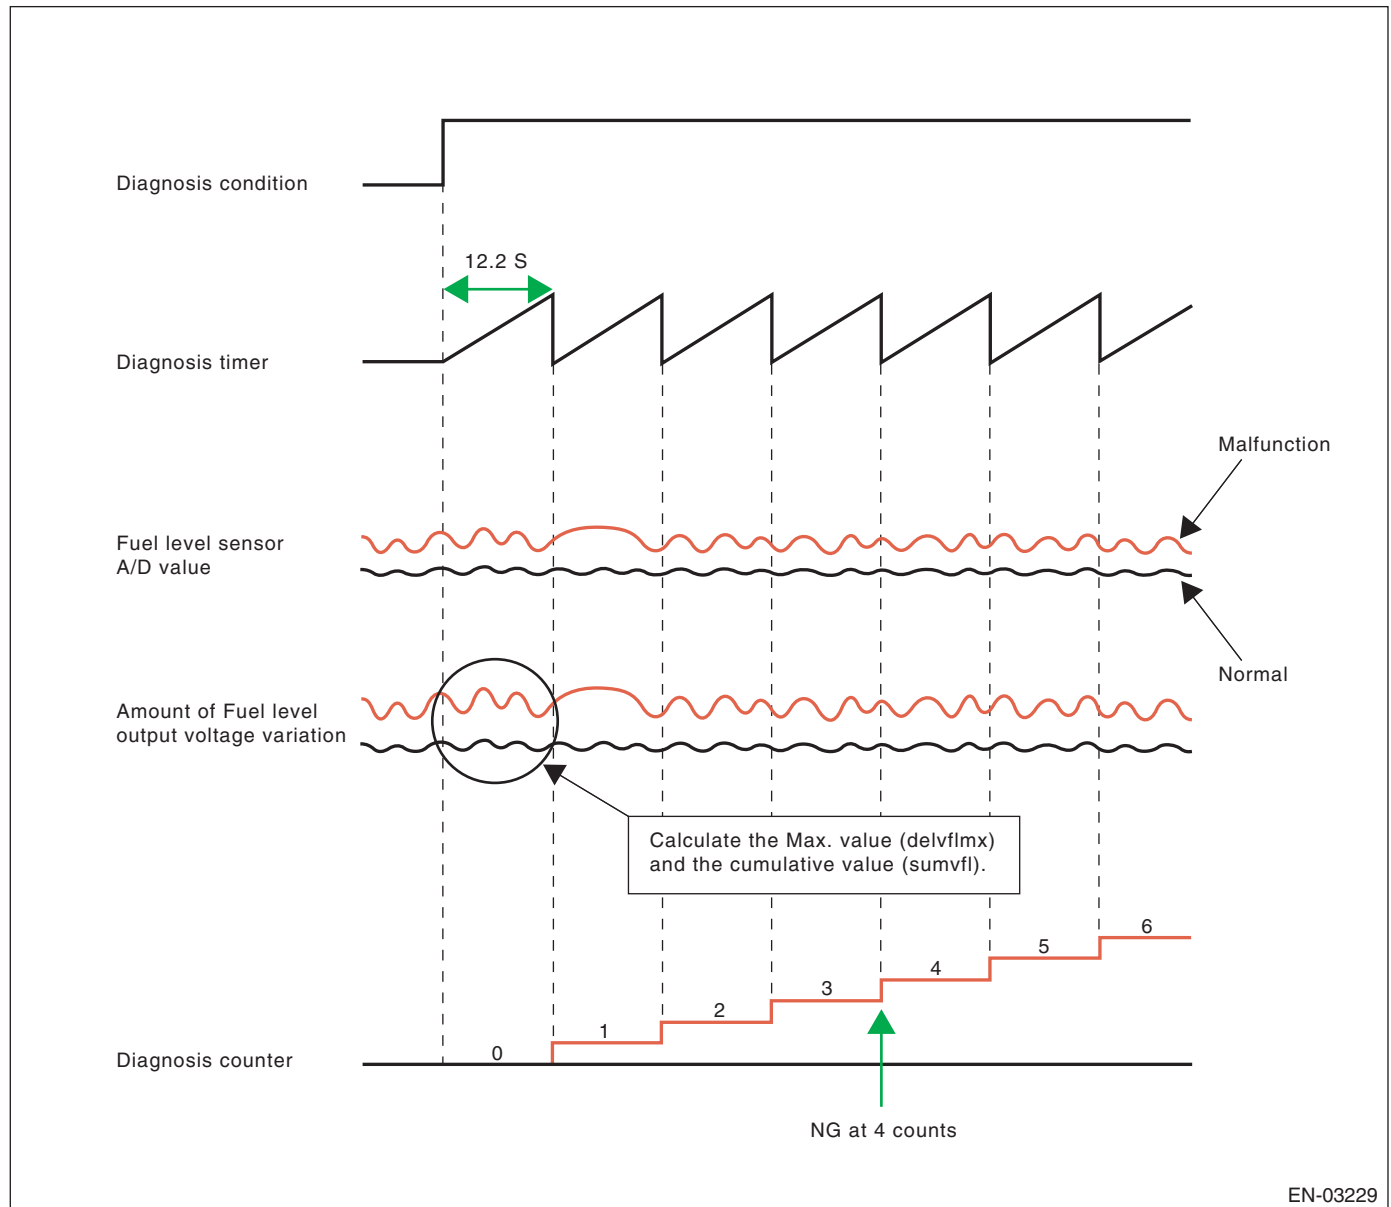 Diagnosis condition
12.2 S
Diagnosis timer
Malfunction
Fuel level sensor
A/D value
Normal
Amount of Fuel level
output voltage variation
Calculate the Max. value (delvflmx)
and the cumulative value (sumvfl).
6
5
4
3
2
1
0
Diagnosis counter
NG at 4 counts
EN-03229